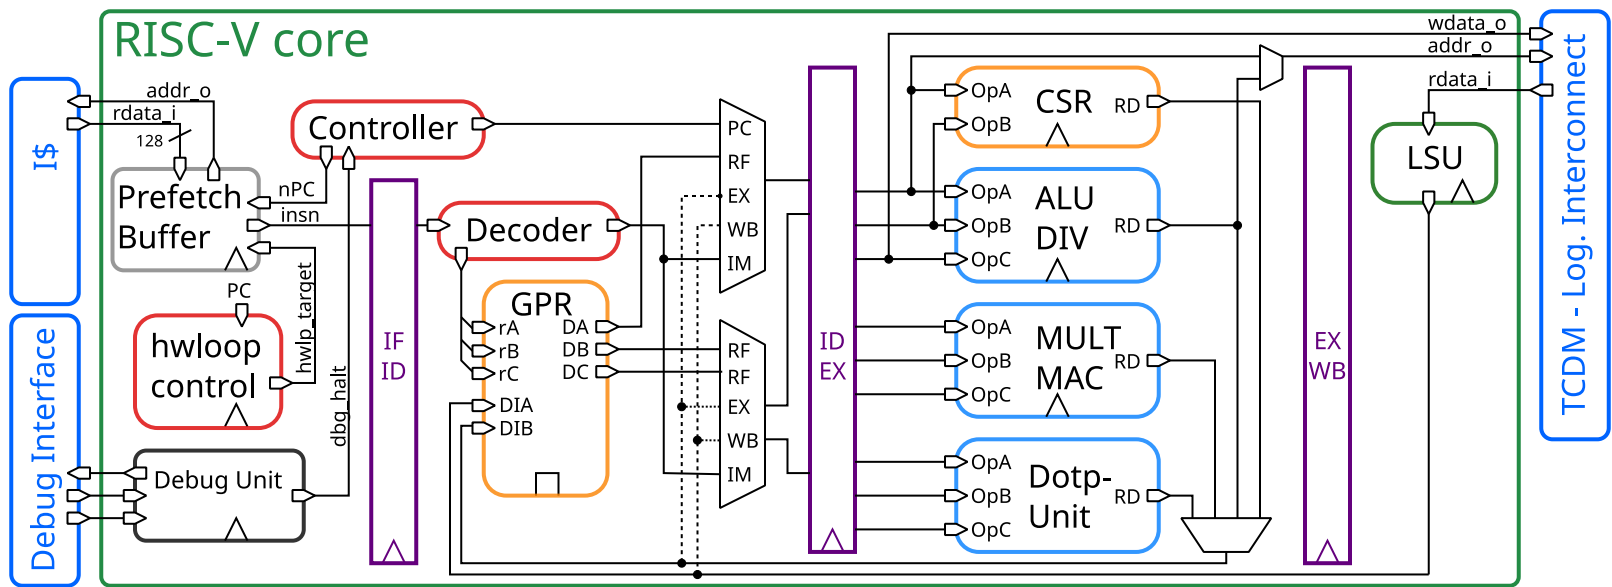 RISC-V core
wdata_o
addr_o
rdata_i
I$
addr_o
rdata_i
128
Prefetch
Buffer
nPC
insn
PC
hwlp_target
hwloop
control
dbg_halt
Debug Interface
Debug Unit
Controller
IF
ID
Decoder
GPR
rA
rB
rC
DIA
DIB
DA
DB
DC
PC
RF
EX
WB
IM
RF
RF
EX
WB
IM
ID
EX
OpA
OpB
CSR
RD
OpA
OpB
OpC
ALU
DIV
RD
OpA
OpB
OpC
MULT
MAC
RD
OpA
OpB
OpC
Dotp-
Unit
RD
EX
WB
LSU
TCDM - Log. Interconnect